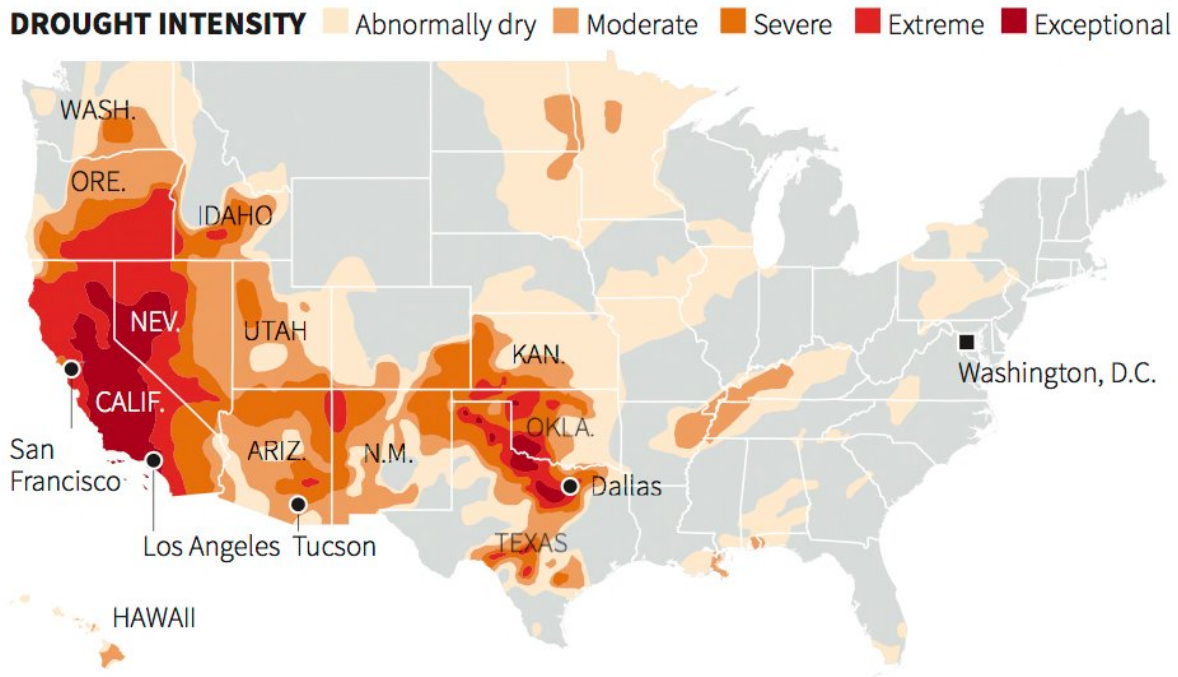 DROUGHT INTENSITY Abnormally dry Moderate Severe Extreme Exceptional
WASH.
ORE.
IDAHO
NEV.
UTAH
KAN.
Washington, D.C.
CALIF.
OKLA.
San
Francisco
ARIZ.
N.M.
Dallas
Los Angeles
Tucson
TEXAS
HAWAII